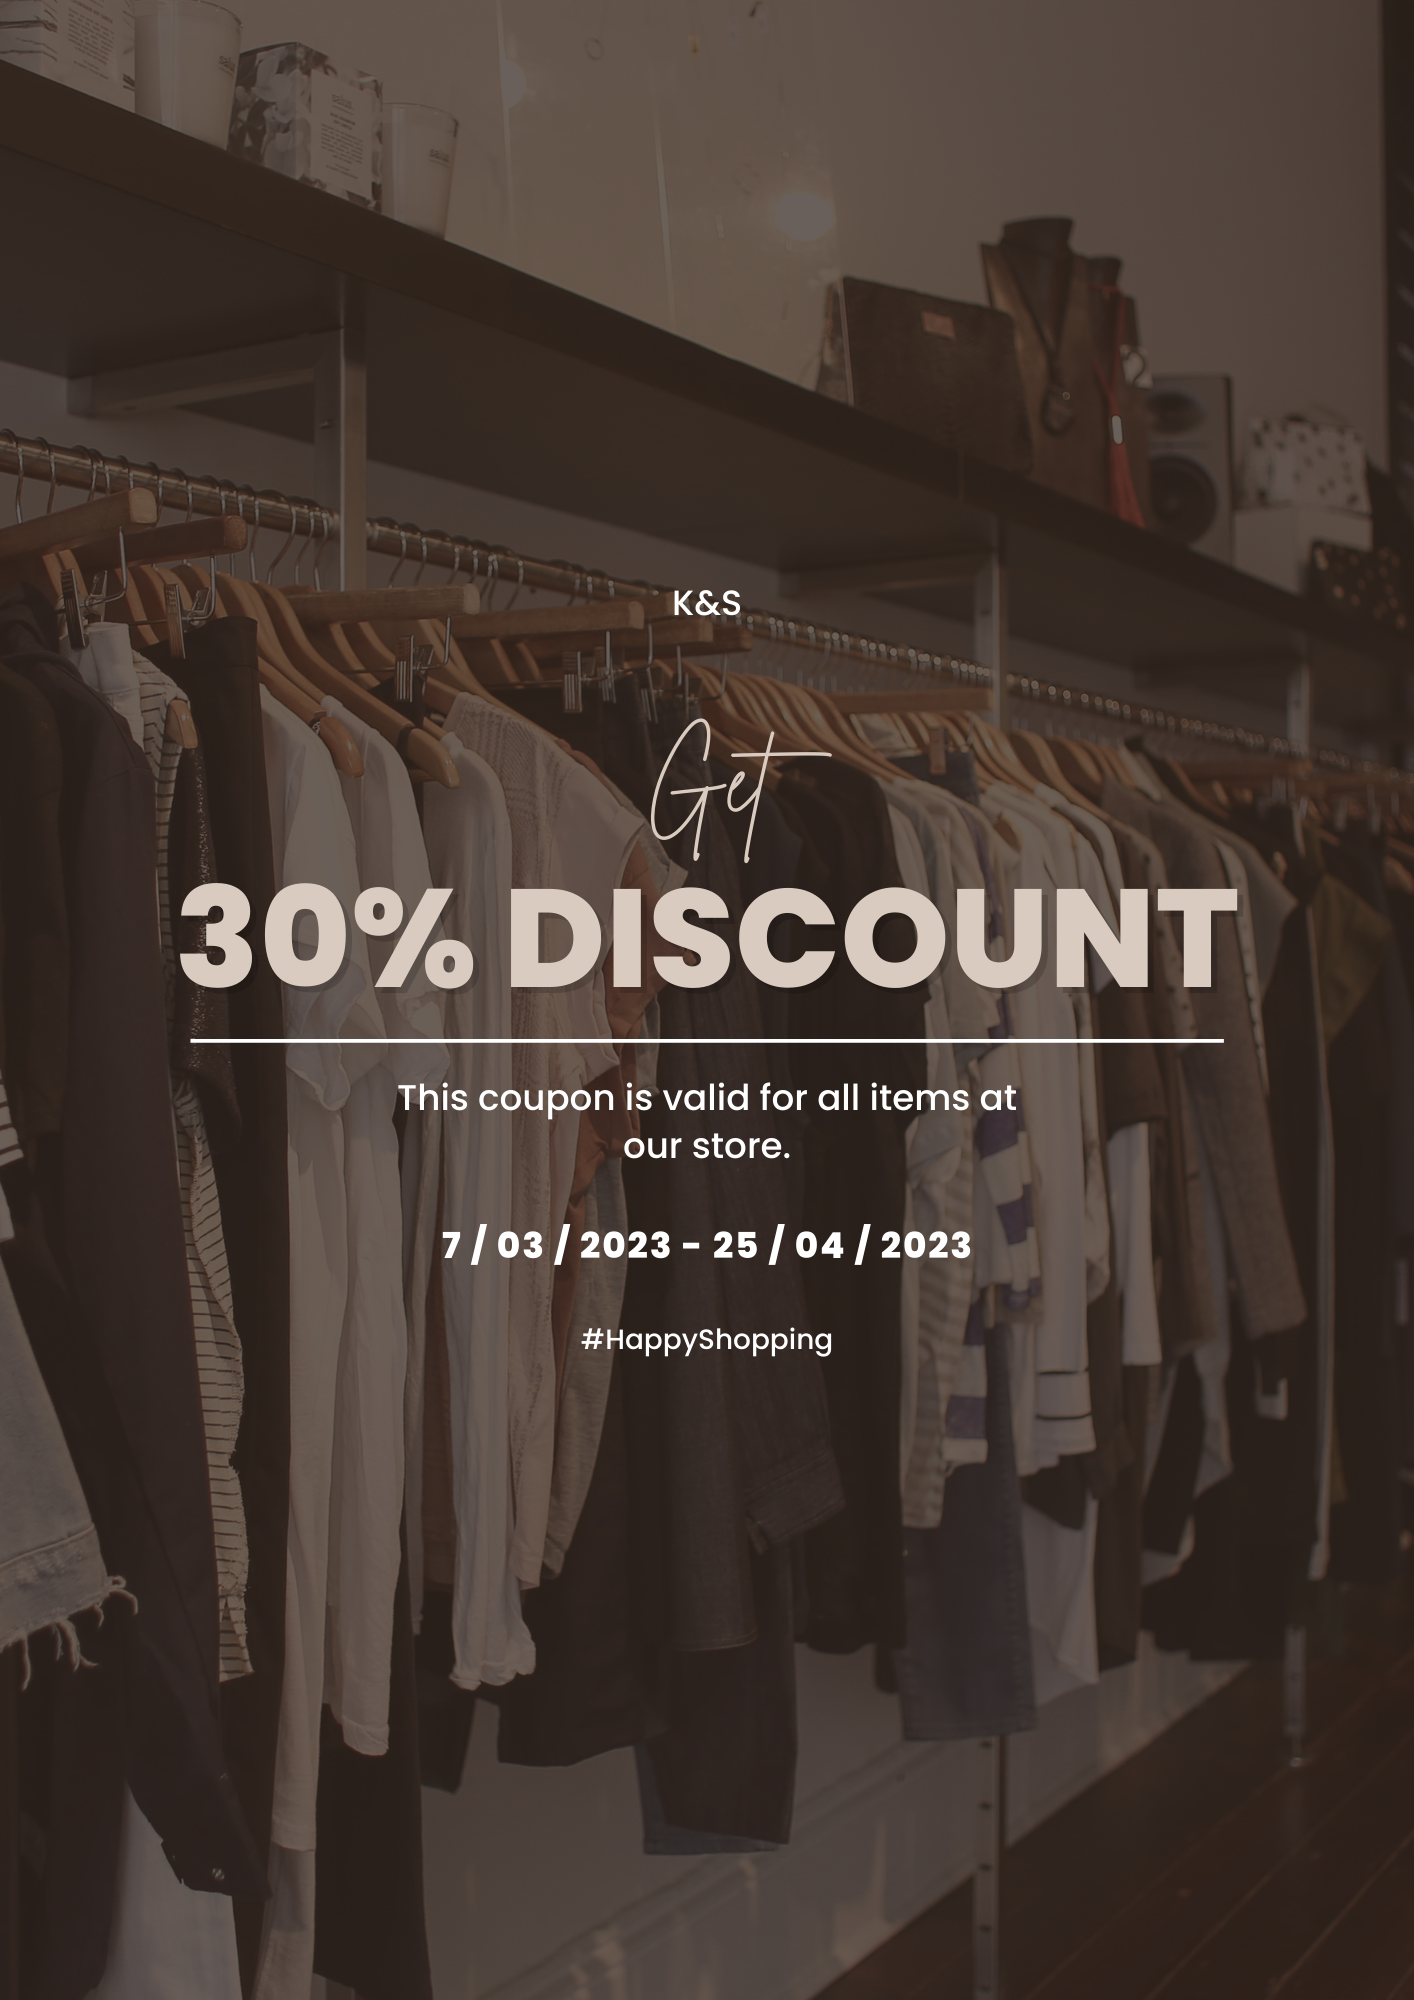 K&S
Get
30% DISCOUNT
This coupon is valid for all items at
our store.
7 / 03 / 2023 - 25 / 04 / 2023
#HappyShopping